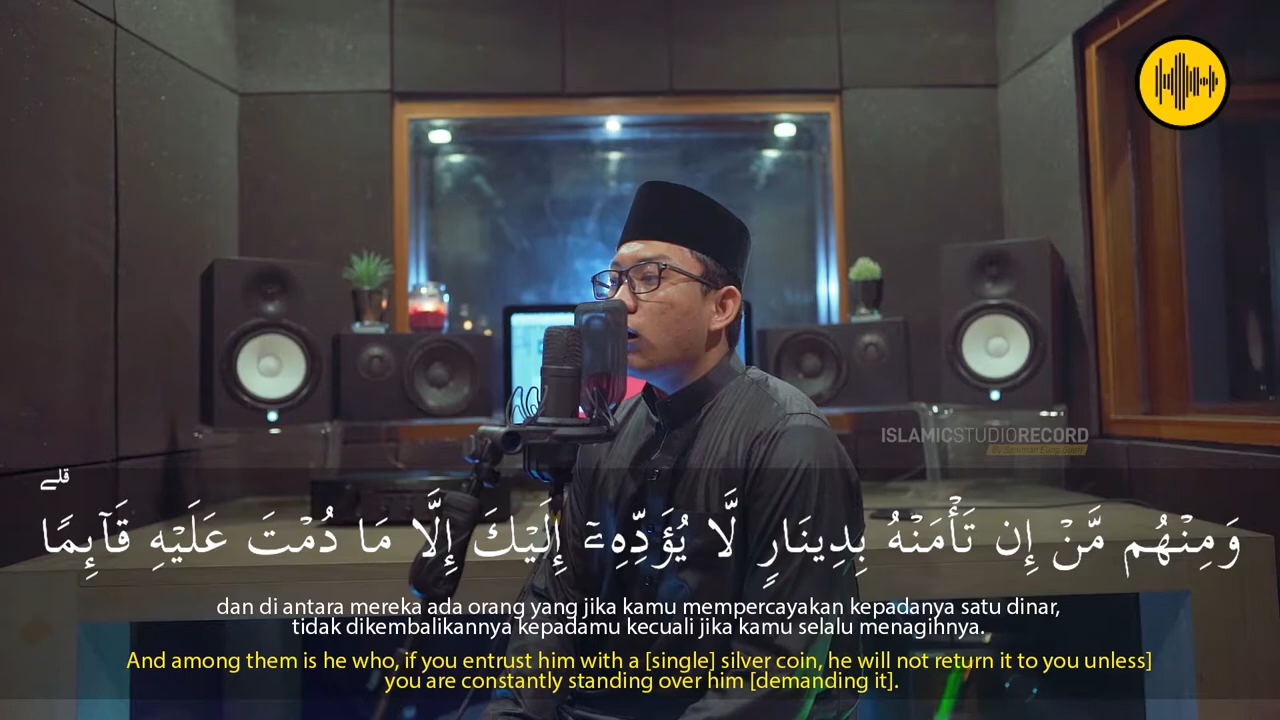 ISLAMICSTUDIORECORD
قلے
وَمِنْهُم مَّنْ إِن تَأْمَنْهُ بِدِينَارٍ لَّا يُؤَدِّهِۦٓ إِلَيْكَ إِلَّا مَا دُمْتَ عَلَيْهِ قَآئِمًا
dan di antara mereka ada orang yang jika kamu mempercayakan kepadanya satu dinar,
tidak dikembalikannya kepadamu kecuali jika kamu selalu menagihnya.
And among them is he who, if you entrust him with a [single] silver coin, he will not return it to you unless]
you are constantly standing over him [demanding it].